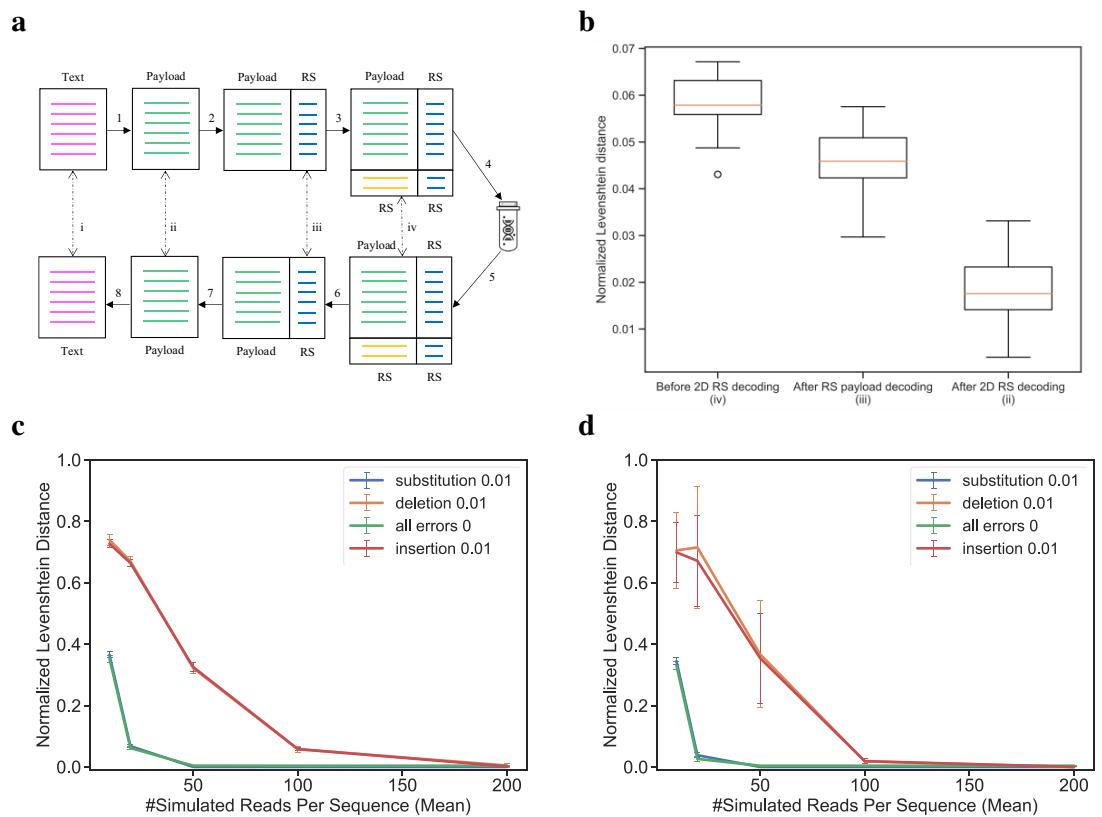 a
Text
Payload
Payload RS
Payload RS
1
2
3
4
RS RS
i
ii
iii
iv
Payload RS
5
8
7
6
Text
Payload
Payload RS
RS RS
b
Normalized Levenshtein distance
0.07
0.06
0.05
0.04
0.03
0.02
0.01
Before 2D RS decoding
(iv)
After RS payload decoding
(iii)
After 2D RS decoding
(ii)
c
Normalized Levenshtein Distance
1.0
0.8
0.6
0.4
0.2
0.0
substitution 0.01
deletion 0.01
all errors 0
insertion 0.01
50 100 150 200
#Simulated Reads Per Sequence (Mean)
d
Normalized Levenshtein Distance
1.0
0.8
0.6
0.4
0.2
0.0
substitution 0.01
deletion 0.01
all errors 0
insertion 0.01
50 100 150 200
#Simulated Reads Per Sequence (Mean)